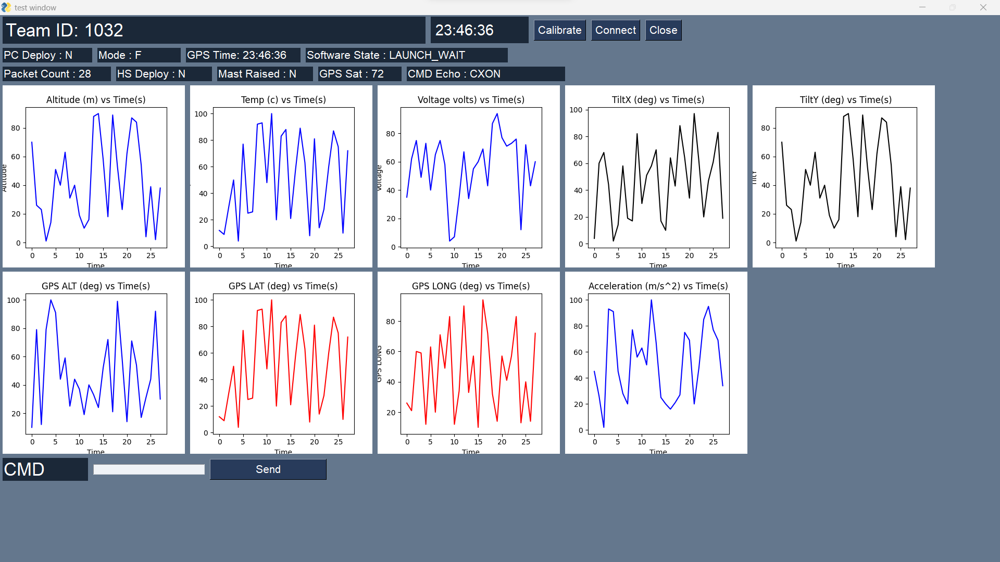 test window
Team ID: 1032
23:46:36
Calibrate
Connect
Close
PC Deploy : N
Mode : F
GPS Time: 23:46:36
Software State : LAUNCH_WAIT
Packet Count : 28
HS Deploy : N
Mast Raised : N
GPS Sat : 72
CMD Echo : CXON
Altitude (m) vs Time(s)
80
60
40
20
0
0 5 10 15 20 25
Altitude
Time
Temp (c) vs Time(s)
100
80
60
40
20
0
0 5 10 15 20 25
Time
Voltage volts) vs Time(s)
80
60
40
20
0
0 5 10 15 20 25
Voltage
Time
TiltX (deg) vs Time(s)
100
80
60
40
20
0
0 5 10 15 20 25
Time
TiltY (deg) vs Time(s)
80
60
40
20
0
0 5 10 15 20 25
TiltY
Time
GPS ALT (deg) vs Time(s)
100
80
60
40
20
0 5 10 15 20 25
Time
GPS LAT (deg) vs Time(s)
100
80
60
40
20
0
0 5 10 15 20 25
Time
GPS LONG (deg) vs Time(s)
80
60
40
20
0 5 10 15 20 25
GPS LONG
Time
Acceleration (m/s^2) vs Time(s)
100
80
60
40
20
0
0 5 10 15 20 25
Time
CMD
Send